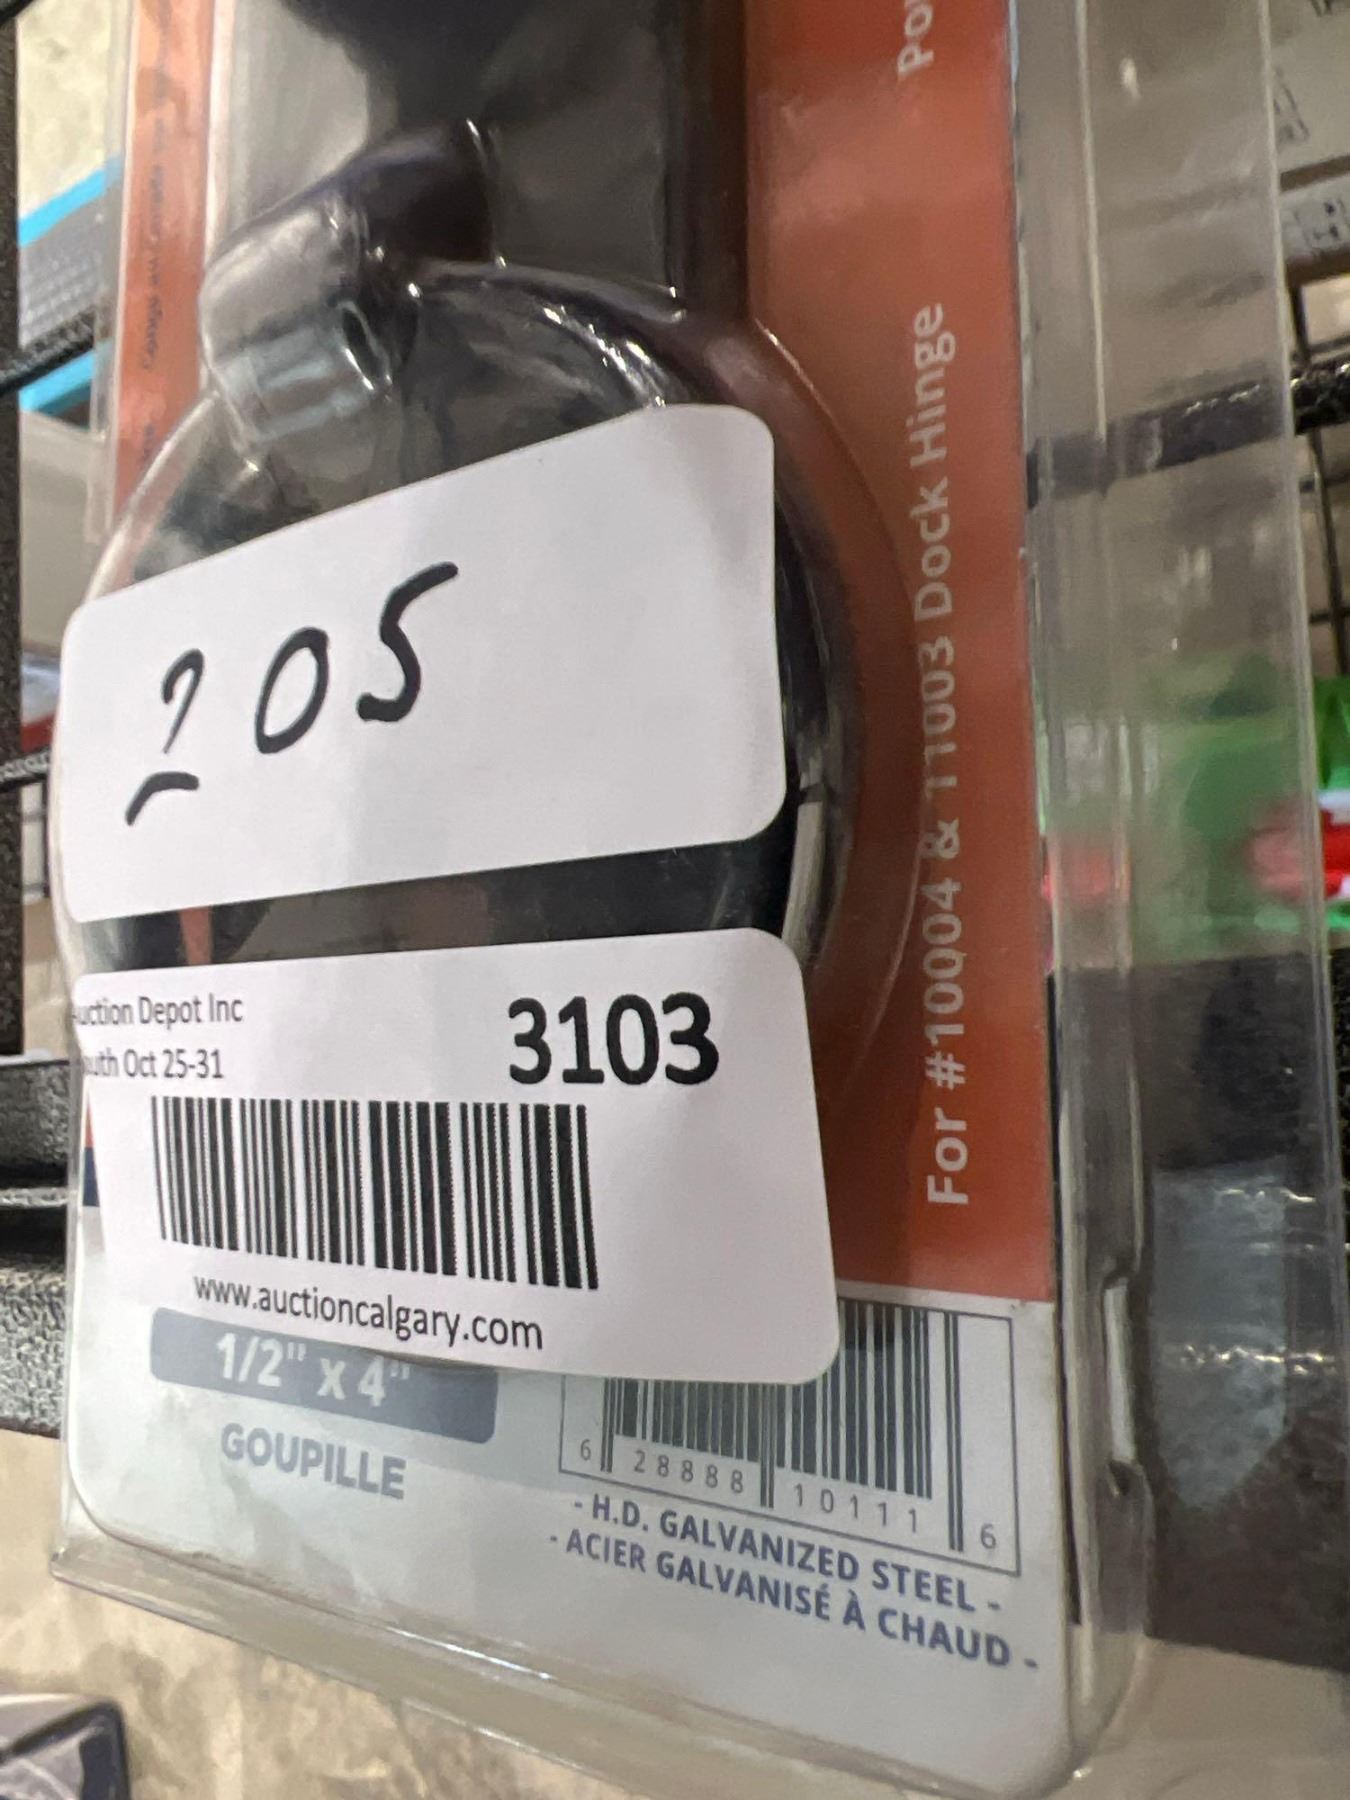 205
Auction Depot Inc
3103
Oct 25-31
www.auctioncalgary.com
1/2" x 4"
GOUPILLE
6 28888 10111 6
- H.D. GALVANIZED STEEL -
- ACIER GALVANISÉ À CHAUD -
For #10004 & 11003 Dock Hinge